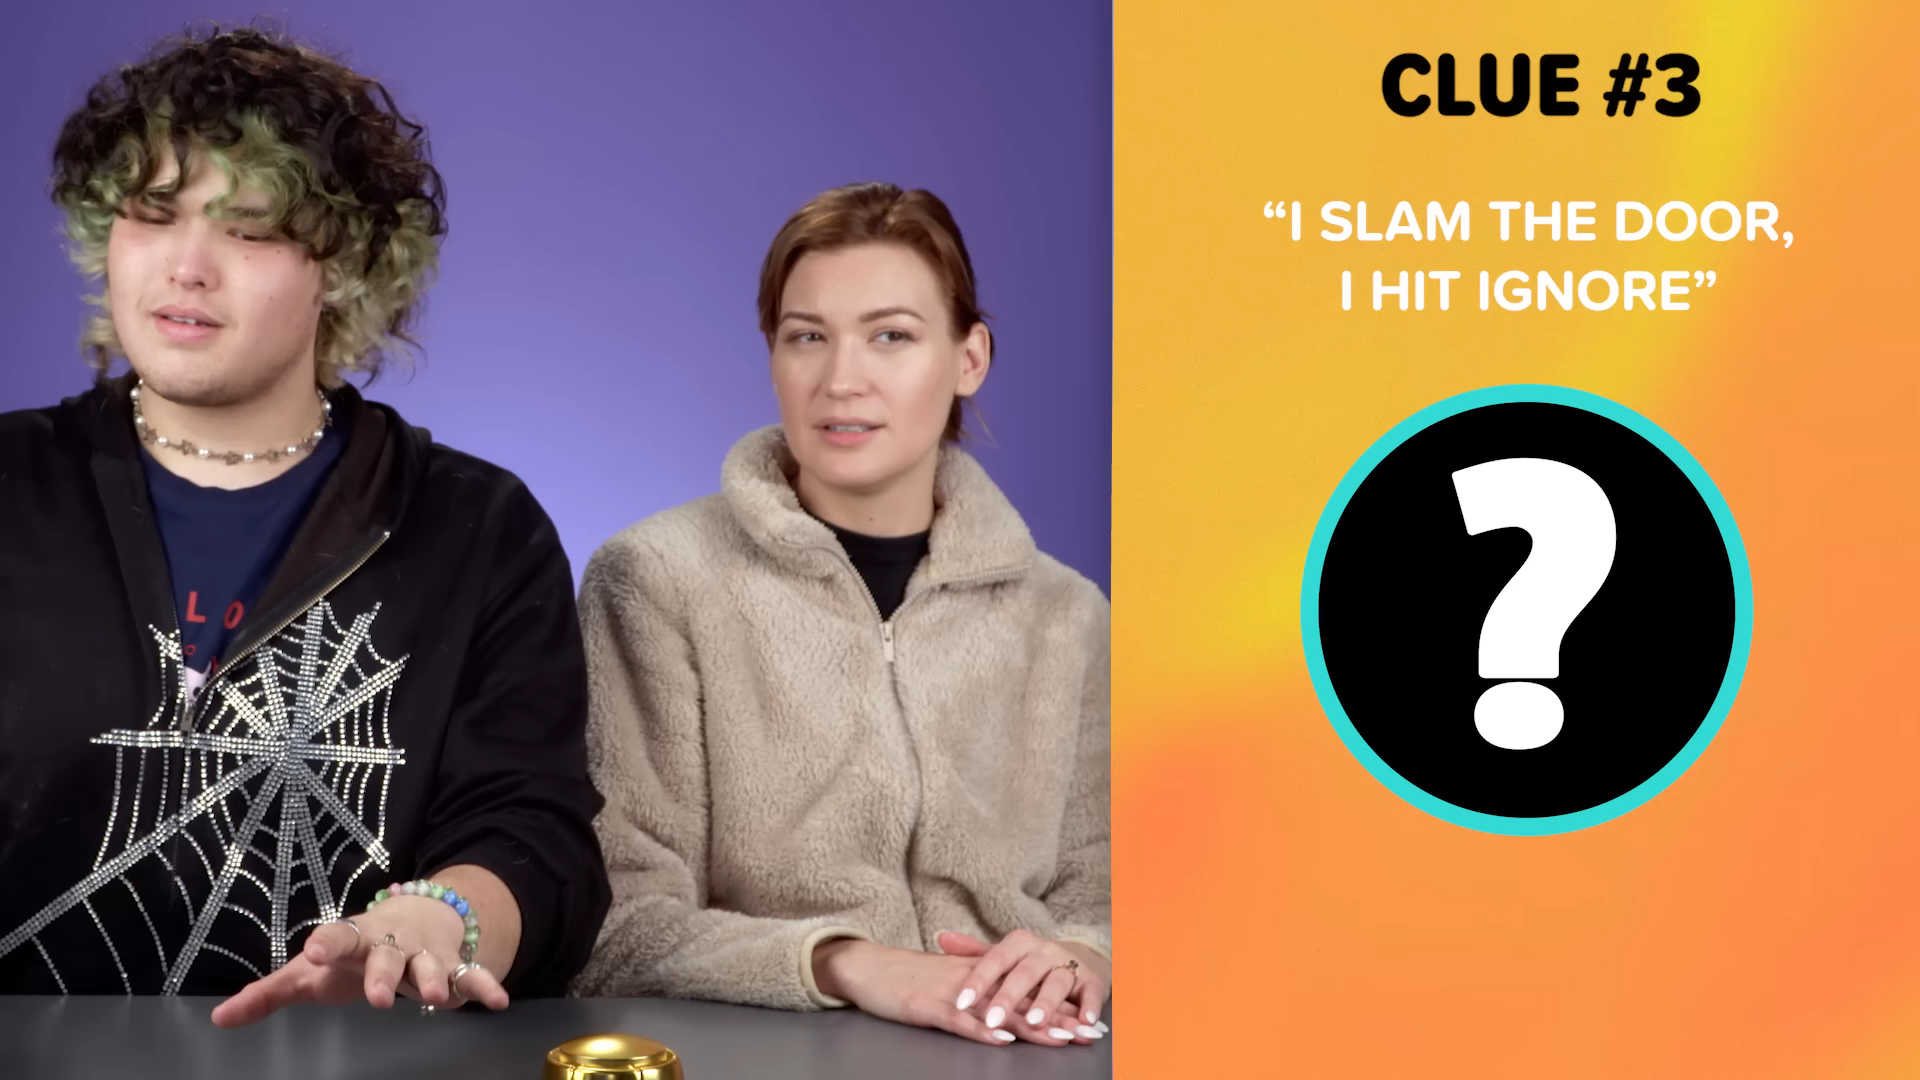 CLUE #3
“I SLAM THE DOOR,
I HIT IGNORE”
?
L O